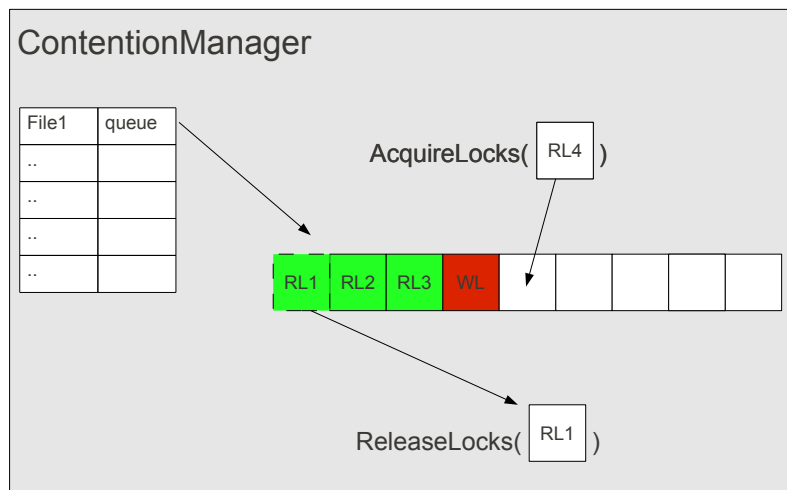 ContentionManager
File1 queue
..
..
..
..
AcquireLocks( RL4 )
RL1 RL2 RL3 WL
ReleaseLocks( RL1 )